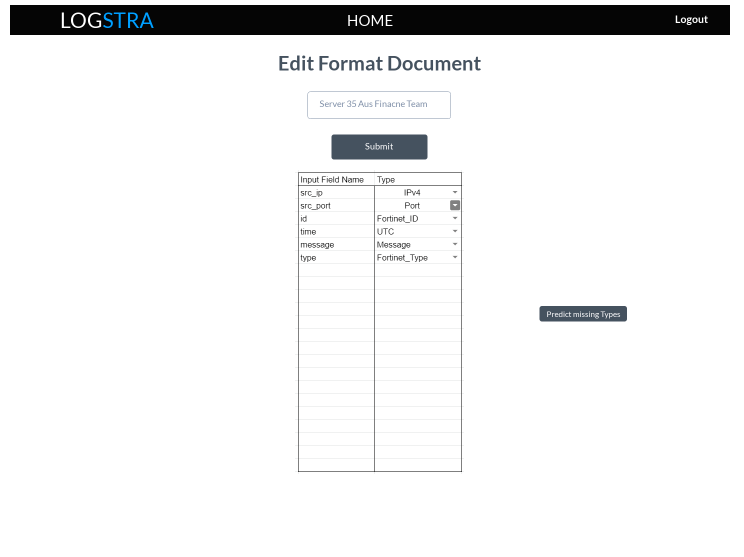 LOGSTRA HOME Logout
Edit Format Document
Server 35 Aus Finacne Team
Submit
Input Field Name Type
src_ip IPv4
src_port Port
id Fortinet_ID
time UTC
message Message
type Fortinet_Type
Predict missing Types